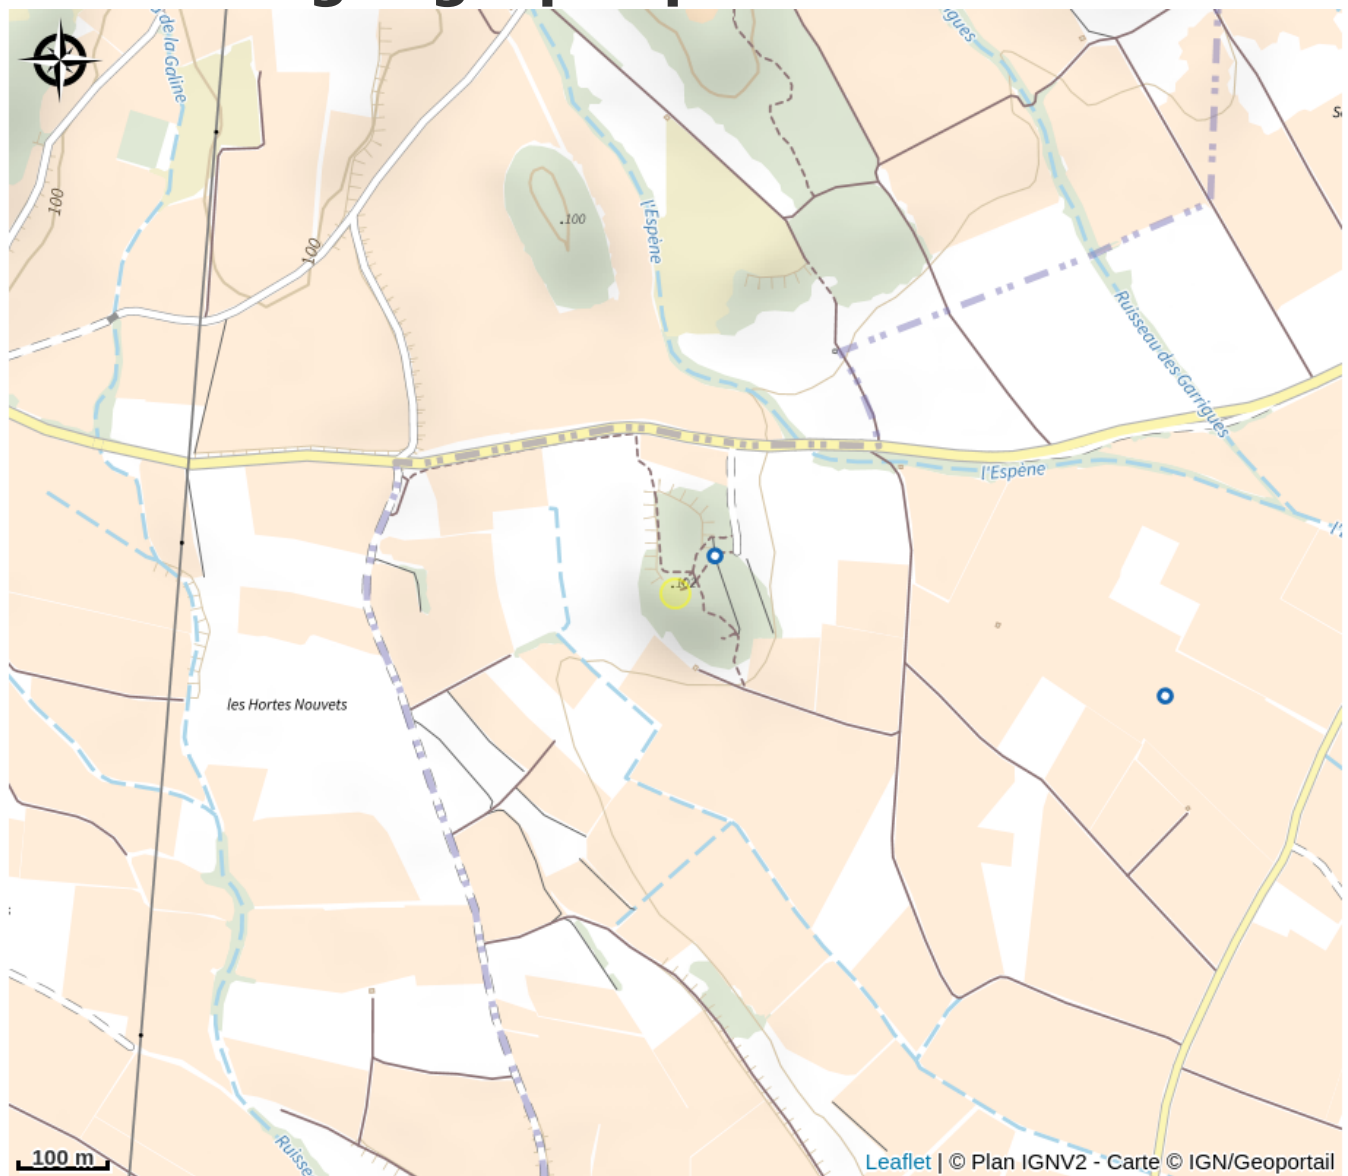 de la Galine
100
100
.100
l'Espène
Ruisseau des Garrigues
l'Espène
.102
les Hortes Nouvets
100 m
Leaflet | © Plan IGNV2 - Carte © IGN/Geoportail